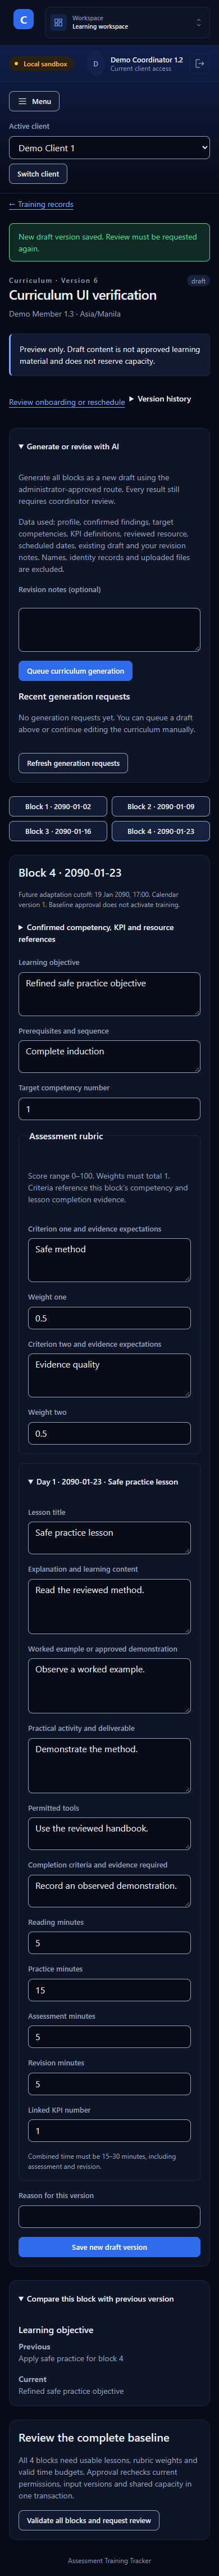 C
Workspace
Learning workspace
Local sandbox
D
Demo Coordinator 1.2
Current client access
Menu
Active client
Demo Client 1
Switch client
← Training records
New draft version saved. Review must be requested
again.
Curriculum · Version 6
draft
Curriculum UI verification
Demo Member 1.3 · Asia/Manila
Preview only. Draft content is not approved learning
material and does not reserve capacity.
Review onboarding or reschedule
Version history
Generate or revise with AI
Generate all blocks as a new draft using the
administrator-approved route. Every result still
requires coordinator review.
Data used: profile, confirmed findings, target
competencies, KPI definitions, reviewed resource,
scheduled dates, existing draft and your revision
notes. Names, identity records and uploaded files
are excluded.
Revision notes (optional)
Queue curriculum generation
Recent generation requests
No generation requests yet. You can queue a draft
above or continue editing the curriculum manually.
Refresh generation requests
Block 1 · 2090-01-02
Block 2 · 2090-01-09
Block 3 · 2090-01-16
Block 4 · 2090-01-23
Block 4 · 2090-01-23
Future adaptation cutoff: 19 Jan 2090, 17:00. Calendar
version 1. Baseline approval does not activate training.
Confirmed competency, KPI and resource
references
Learning objective
Refined safe practice objective
Prerequisites and sequence
Complete induction
Target competency number
1
Assessment rubric
Score range 0–100. Weights must total 1.
Criteria reference this block's competency and
lesson completion evidence.
Criterion one and evidence expectations
Safe method
Weight one
0.5
Criterion two and evidence expectations
Evidence quality
Weight two
0.5
Day 1 · 2090-01-23 · Safe practice lesson
Lesson title
Safe practice lesson
Explanation and learning content
Read the reviewed method.
Worked example or approved demonstration
Observe a worked example.
Practical activity and deliverable
Demonstrate the method.
Permitted tools
Use the reviewed handbook.
Completion criteria and evidence required
Record an observed demonstration.
Reading minutes
5
Practice minutes
15
Assessment minutes
5
Revision minutes
5
Linked KPI number
1
Combined time must be 15–30 minutes, including
assessment and revision.
Reason for this version
Save new draft version
Compare this block with previous version
Learning objective
Previous
Apply safe practice for block 4
Current
Refined safe practice objective
Review the complete baseline
All 4 blocks need usable lessons, rubric weights and
valid time budgets. Approval rechecks current
permissions, input versions and shared capacity in
one transaction.
Validate all blocks and request review
Assessment Training Tracker